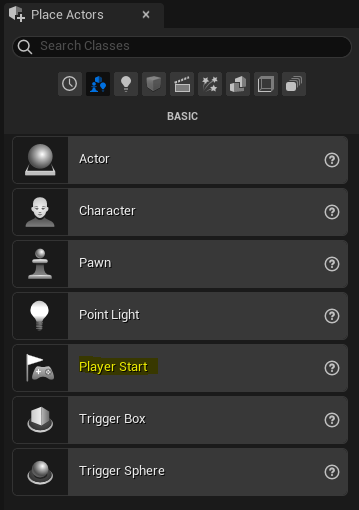 Place Actors
Search Classes
BASIC
Actor
Character
Pawn
Point Light
Player Start
Trigger Box
Trigger Sphere